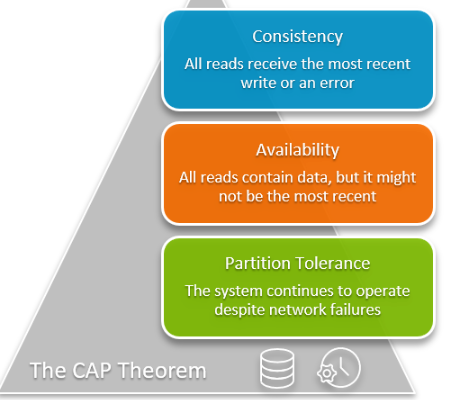 Consistency
All reads receive the most recent
write or an error
Availability
All reads contain data, but it might
not be the most recent
Partition Tolerance
The system continues to operate
despite network failures
The CAP Theorem